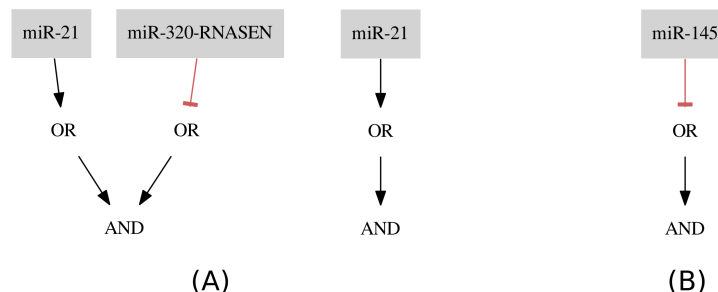 miR-21 miR-320-RNASEN miR-21 miR-145
OR OR OR OR
AND AND AND
(A) (B)